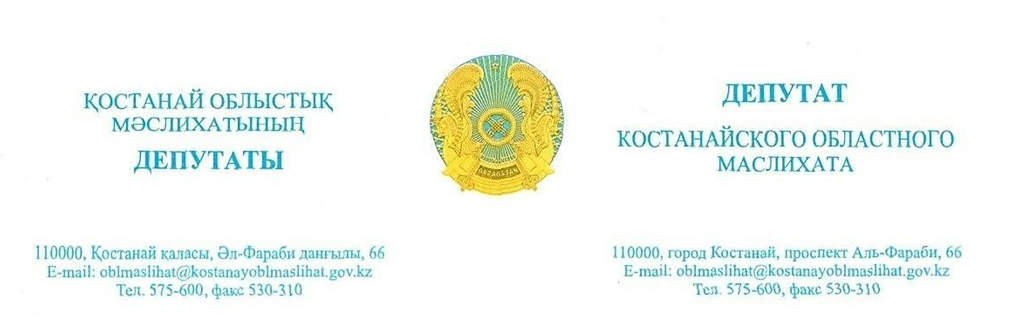 ҚОСТАНАЙ ОБЛЫСТЫҚ
МӘСЛИХАТЫНЫҢ
ДЕПУТАТЫ
110000, Қостанай қаласы, Әл-Фараби даңғылы, 66
E-mail: oblmaslihat@kostanayoblmaslihat.gov.kz
Тел. 575-600, факс 530-310
QAZAQSTAN
ДЕПУТАТ
КОСТАНАЙСКОГО ОБЛАСТНОГО
МАСЛИХАТА
110000, город Костанай, проспект Аль-Фараби, 66
E-mail: oblmaslihat@kostanayoblmaslihat.gov.kz
Тел. 575-600, факс 530-310